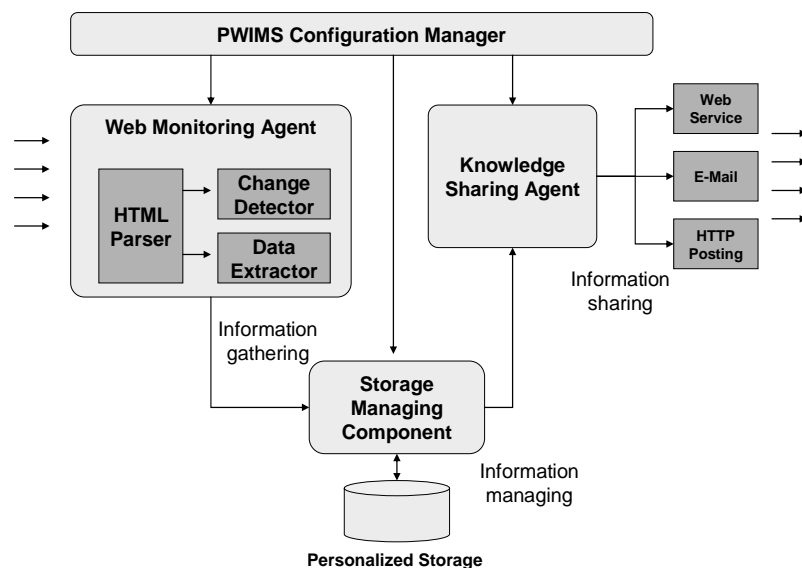 PWIMS Configuration Manager
Web Monitoring Agent
HTML
Parser
Change
Detector
Data
Extractor
Knowledge
Sharing Agent
Web
Service
E-Mail
HTTP
Posting
Information
sharing
Information
gathering
Storage
Managing
Component
Information
managing
Personalized Storage